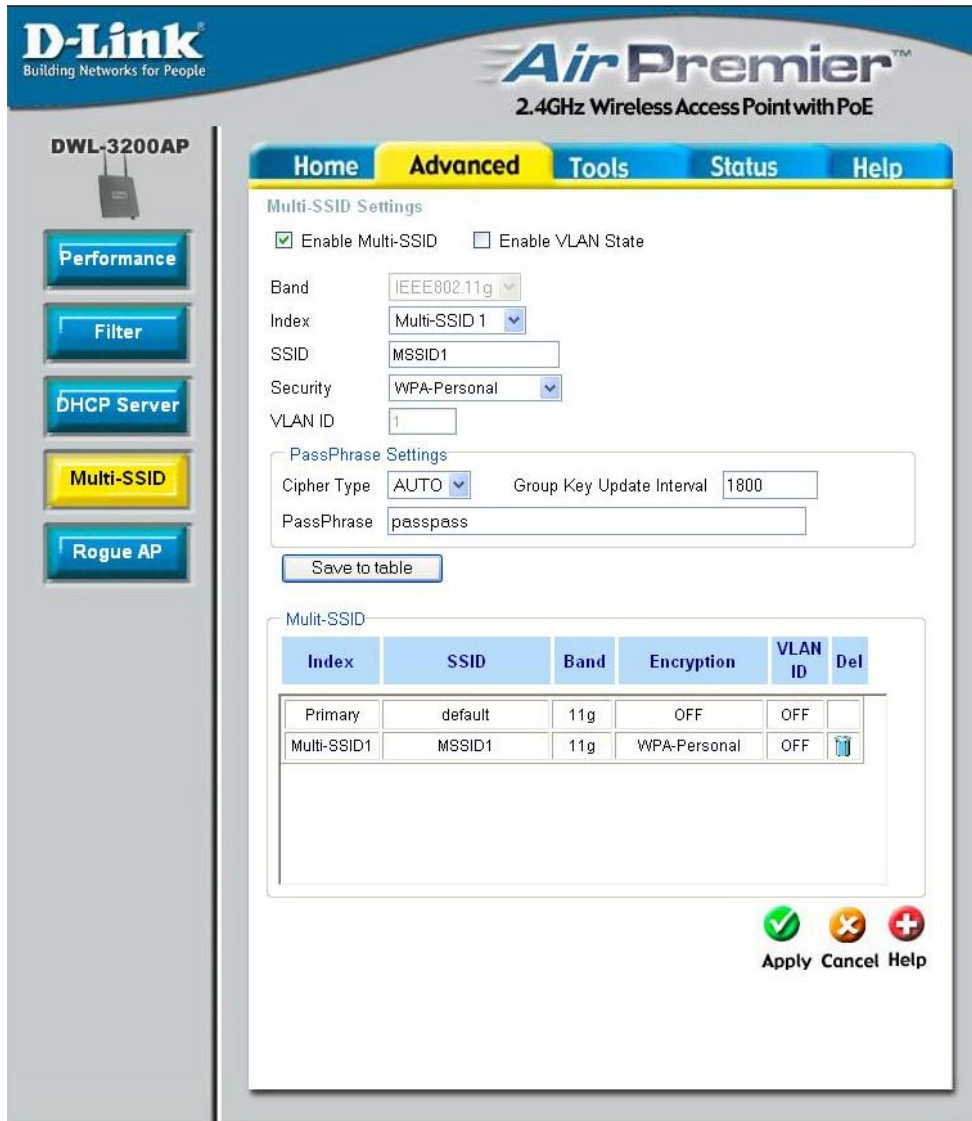 D-Link®
Building Networks for People
Air Premier™
2.4GHz Wireless Access Point with PoE
DWL-3200AP
Home Advanced Tools Status Help
Performance
Filter
DHCP Server
Multi-SSID
Rogue AP
Multi-SSID Settings
Enable Multi-SSID Enable VLAN State
Band IEEE802.11g
Index Multi-SSID 1
SSID MSSID1
Security WPA-Personal
VLAN ID 1
PassPhrase Settings
Cipher Type AUTO Group Key Update Interval 1800
PassPhrase passpass
Save to table
Mulit-SSID
Index SSID Band Encryption VLAN ID Del
Primary default 11g OFF OFF
Multi-SSID1 MSSID1 11g WPA-Personal OFF
Apply Cancel Help